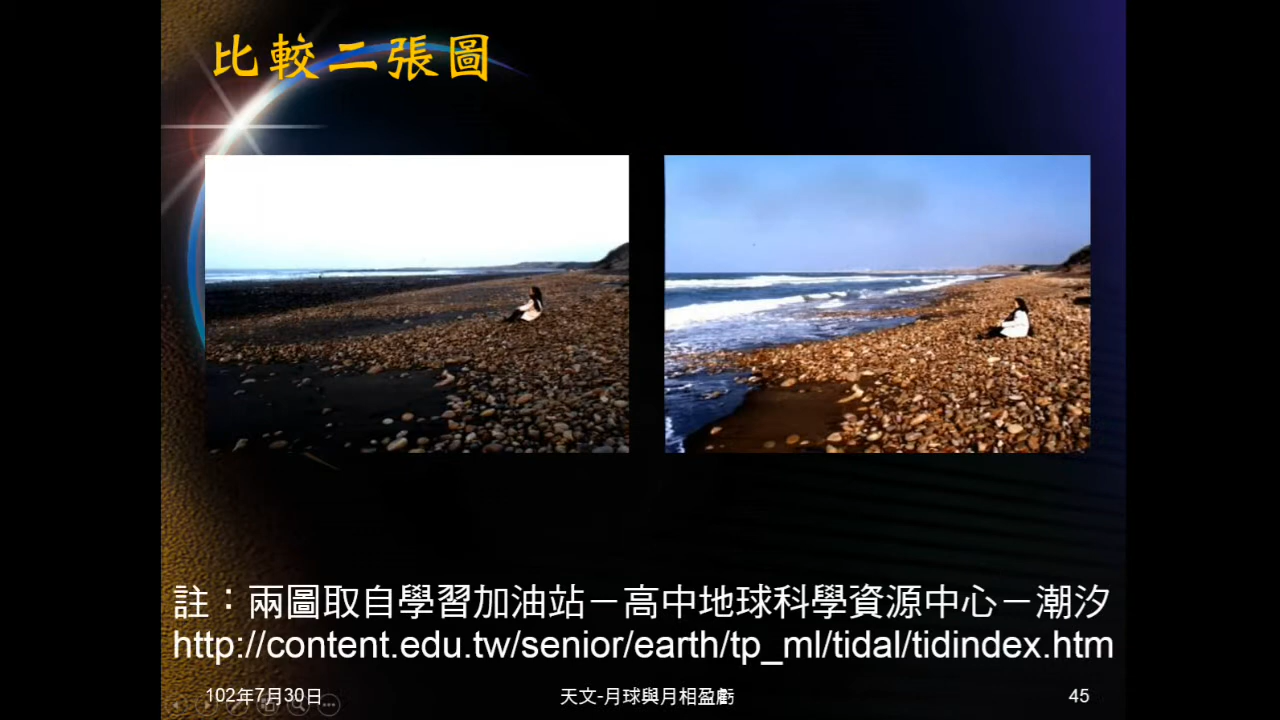 比較二張圖
註：兩圖取自學習加油站－高中地球科學資源中心－潮汐
http://content.edu.tw/senior/earth/tp_ml/tidal/tidindex.htm
102年7月30日
天文-月球與月相盈虧
45